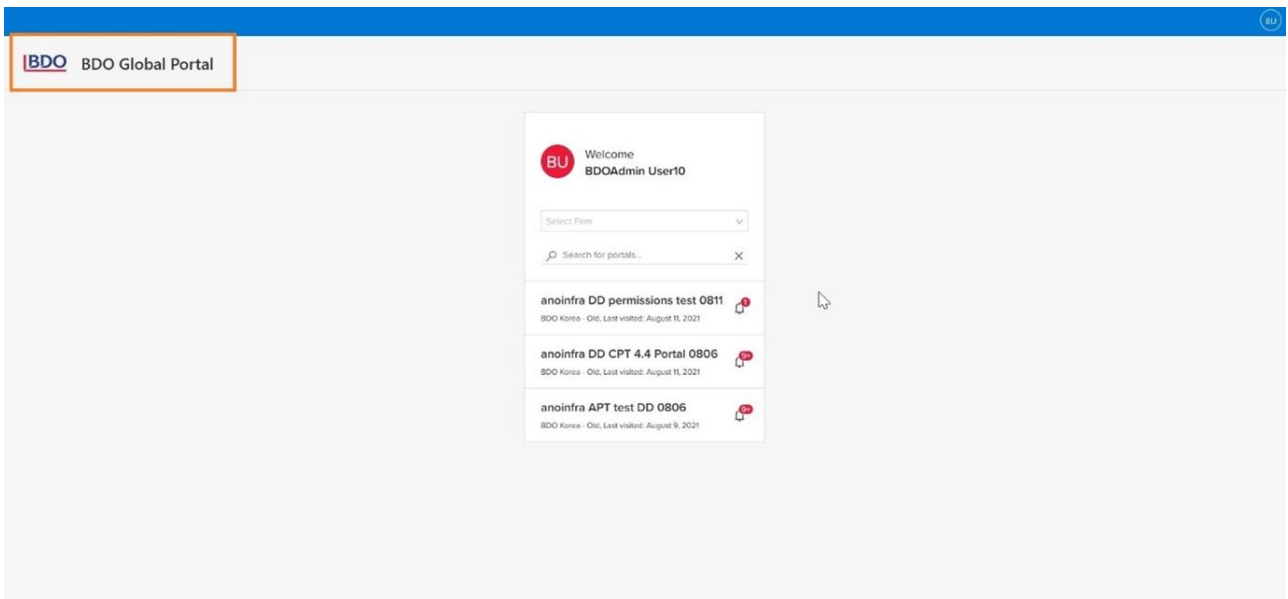 BU
BDO BDO Global Portal
BU
Welcome
BDOAdmin User10
Select Firm
Search for portals...
anoinfra DD permissions test 0811
1
BDO Korea - Old, Last visited: August 11, 2021
anoinfra DD CPT 4.4 Portal 0806
9+
BDO Korea - Old, Last visited: August 11, 2021
anoinfra APT test DD 0806
9+
BDO Korea - Old, Last visited: August 9, 2021